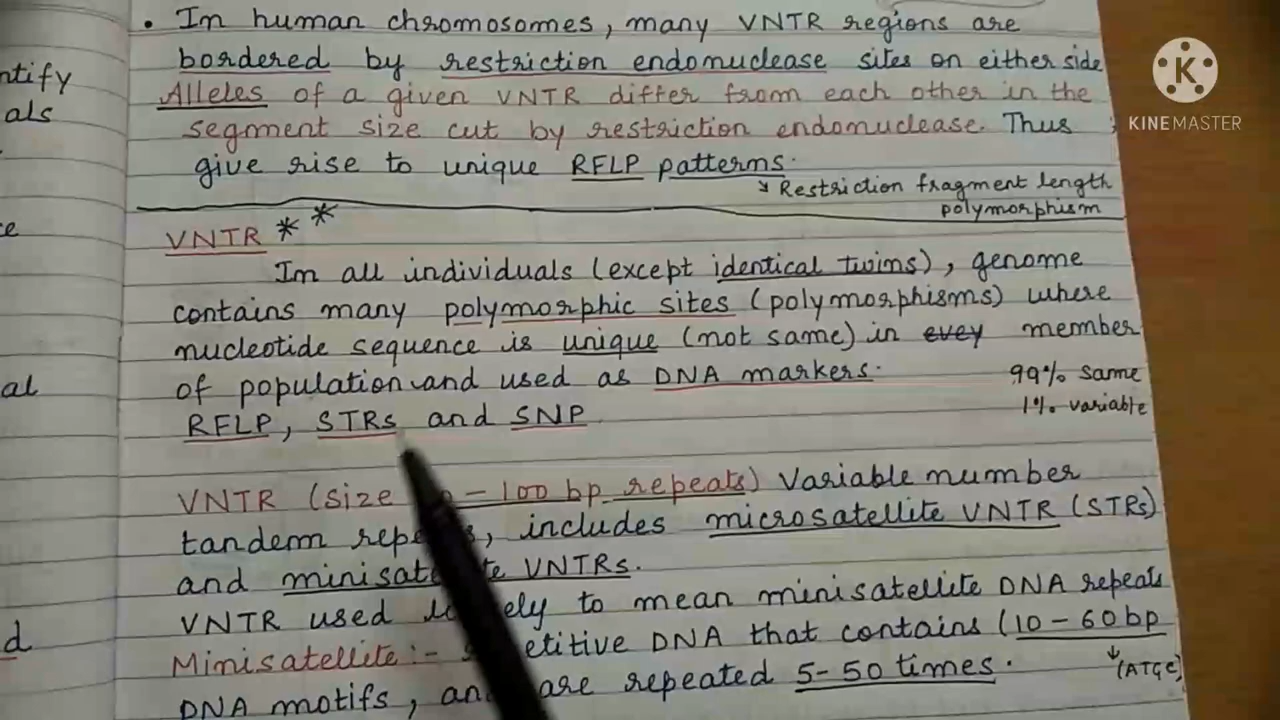 • In human chromosomes, many VNTR regions are
bordered by restriction endonuclease sites on either side
Alleles of a given VNTR differ from each other in the
segment size cut by restriction endonuclease. Thus
give rise to unique RFLP patterns.
↘ Restriction fragment length
polymorphism
VNTR * *
In all individuals (except identical twins), genome
contains many polymorphic sites (polymorphisms) where
nucleotide sequence is unique (not same) in evey member
of population and used as DNA markers.
99% same
1% variable
RFLP, STRs and SNP.
VNTR (size – 100 bp repeats) Variable number
tandem, includes microsatellite VNTR (STRs)
and VNTRs.
VNTR used to mean minisatellite DNA repeats
Minisatellite:- DNA that contains (10-60 bp
↓
(ATGC)
DNA motifs, are repeated 5-50 times.
ntify
als
ce
al
d
K
KINEMASTER